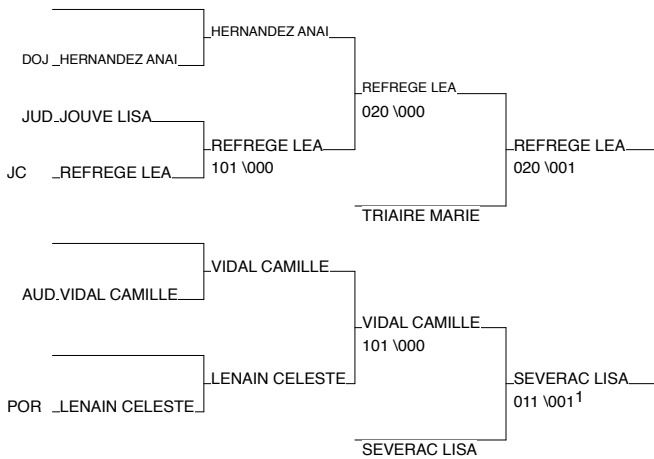 HERNANDEZ ANAI
DOJ HERNANDEZ ANAI
REFREGE LEA
020 \000
JUD JOUVE LISA
REFREGE LEA
101 \000
REFREGE LEA
020 \001
JC REFREGE LEA
TRIAIRE MARIE
VIDAL CAMILLE
AUD VIDAL CAMILLE
VIDAL CAMILLE
101 \000
LENAIN CELESTE
SEVERAC LISA
011 \001 1
POR LENAIN CELESTE
SEVERAC LISA